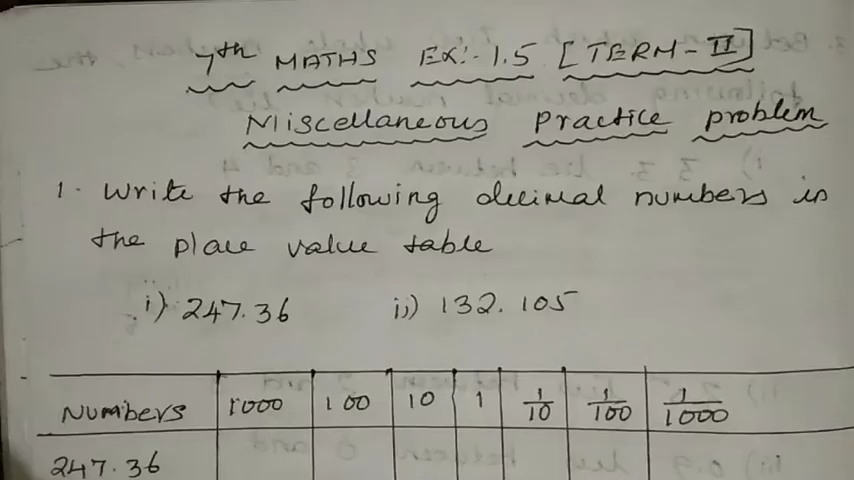 7th MATHS EX:- 1.5 [TERM - II]
Miscellaneous Practice problem
1. Write the following decimal numbers in
the place value table
i) 247.36 ii) 132.105
Numbers 1000 100 10 1 1/10 1/100 1/1000
247.36